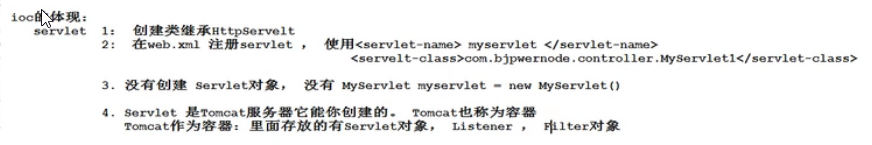 ioc的体现：
servlet 1： 创建类继承HttpServelt
2： 在web.xml 注册servlet ， 使用<servlet-name> myservlet </servlet-name>
<servelt-class>com.bjpwernode.controller.MyServlet1</servlet-class>
3. 没有创建 Servlet对象， 没有 MyServlet myservlet = new MyServlet()
4. Servlet 是Tomcat服务器它能你创建的。 Tomcat也称为容器
Tomcat作为容器：里面存放的有Servlet对象， Listener ， Filter对象